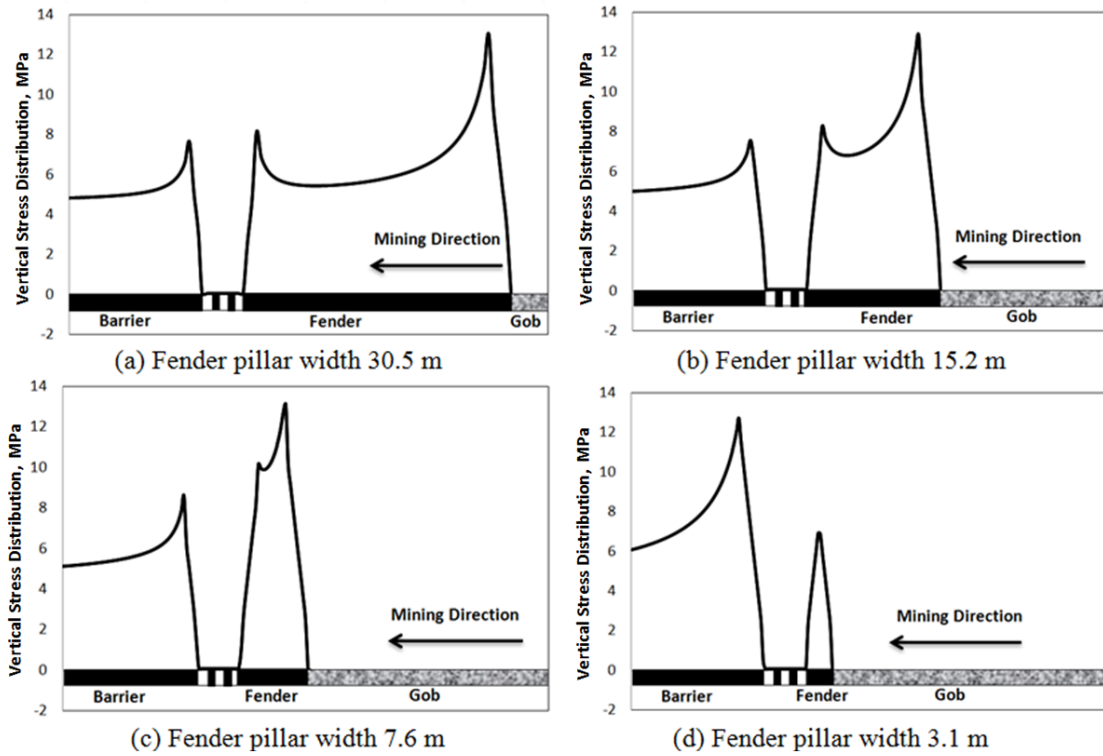 Vertical Stress Distribution, MPa
14
12
10
8
6
4
2
0
-2
Mining Direction
Barrier
Fender
Gob
(a) Fender pillar width 30.5 m
Vertical Stress Distribution, MPa
14
12
10
8
6
4
2
0
-2
Mining Direction
Barrier
Fender
Gob
(b) Fender pillar width 15.2 m
Vertical Stress Distribution, MPa
14
12
10
8
6
4
2
0
-2
Mining Direction
Barrier
Fender
Gob
(c) Fender pillar width 7.6 m
Vertical Stress Distribution, MPa
14
12
10
8
6
4
2
0
-2
Mining Direction
Barrier
Fender
Gob
(d) Fender pillar width 3.1 m